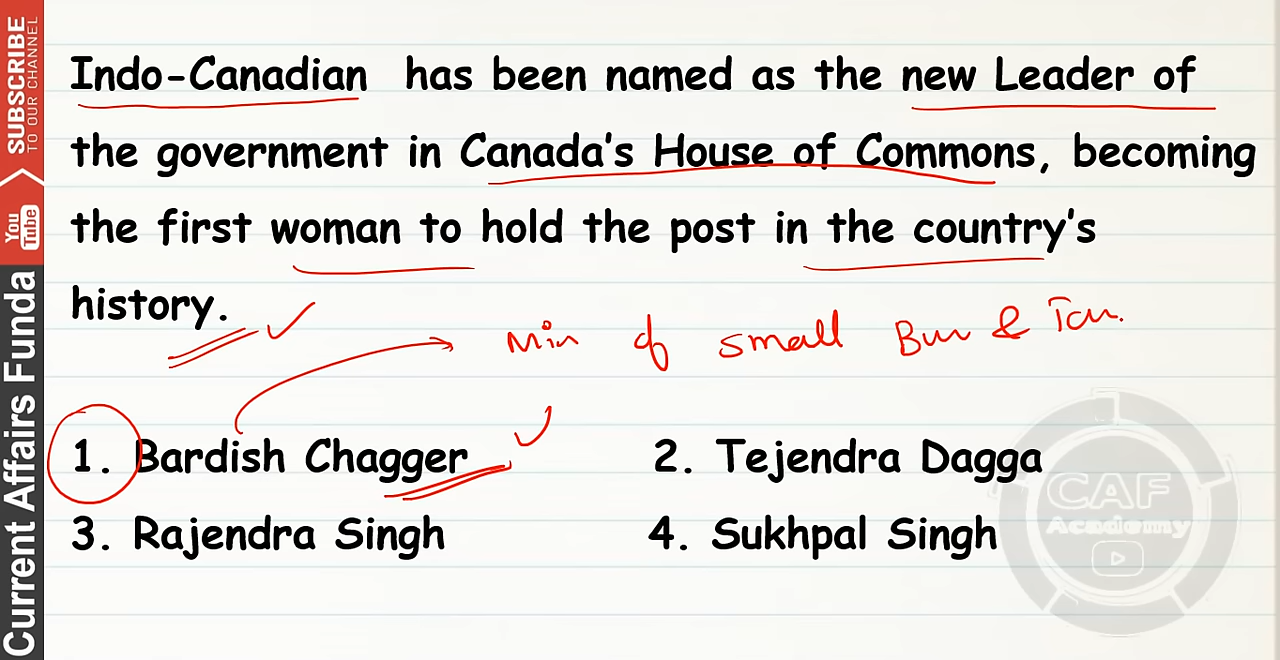 Indo-Canadian has been named as the new Leader of
the government in Canada's House of Commons, becoming
the first woman to hold the post in the country's
history.
Min of small &
1. Bardish Chagger
2. Tejendra Dagga
3. Rajendra Singh
4. Sukhpal Singh
CAF
Academy
SUBSCRIBE
TO OUR CHANNEL
You
Tube
Current Affairs Funda